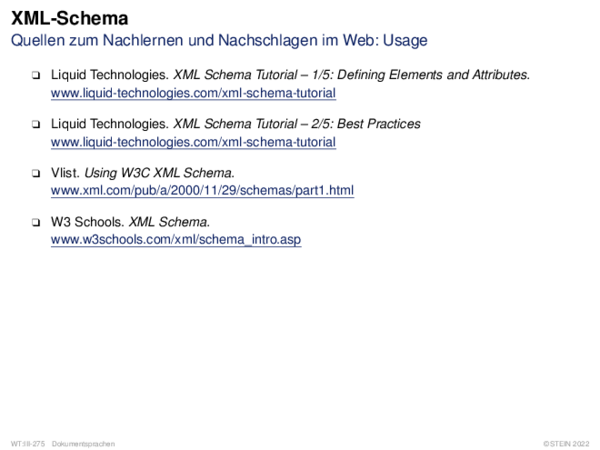 XML-Schema
Quellen zum Nachlernen und Nachschlagen im Web: Usage
❑ Liquid Technologies. XML Schema Tutorial – 1/5: Defining Elements and Attributes.
www.liquid-technologies.com/xml-schema-tutorial
❑ Liquid Technologies. XML Schema Tutorial – 2/5: Best Practices
www.liquid-technologies.com/xml-schema-tutorial
❑ Vlist. Using W3C XML Schema.
www.xml.com/pub/a/2000/11/29/schemas/part1.html
❑ W3 Schools. XML Schema.
www.w3schools.com/xml/schema_intro.asp
WT:III-275 Dokumentsprachen ©STEIN 2022